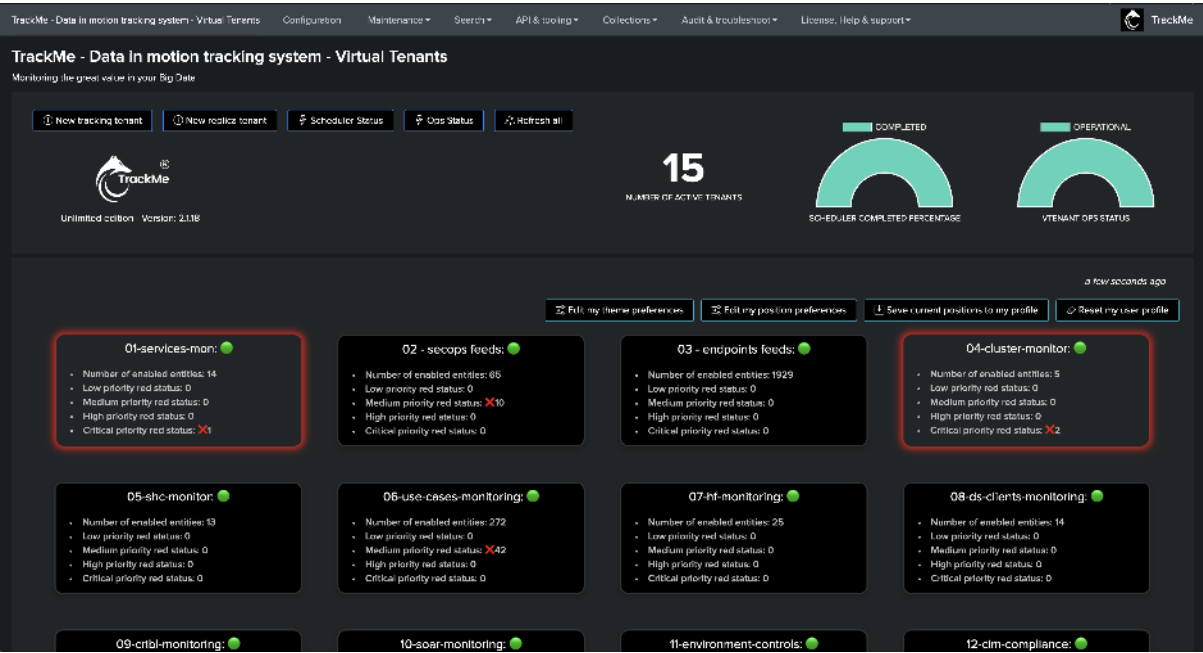 TrackMe - Data in motion tracking system - Virtual Tenants Configuration Maintenance Search API & tooling Collections Audit & troubleshoot License, Help & support TrackMe
TrackMe - Data in motion tracking system - Virtual Tenants
Monitoring the great value in your Big Data
New tracking tenant New replica tenant Scheduler Status Ops Status Refresh all
COMPLETED OPERATIONAL
TrackMe ®
15
NUMBER OF ACTIVE TENANTS
Unlimited edition - Version: 2.1.18
SCHEDULER COMPLETED PERCENTAGE VTENANT OPS STATUS
a few seconds ago
Edit my theme preferences Edit my position preferences Save current positions to my profile Reset my user profile
01-services-mon:
Number of enabled entities: 14
Low priority red status: 0
Medium priority red status: 0
High priority red status: 0
Critical priority red status: ❌1
02 - secops feeds:
Number of enabled entities: 65
Low priority red status: 0
Medium priority red status: ❌10
High priority red status: 0
Critical priority red status: 0
03 - endpoints feeds:
Number of enabled entities: 1929
Low priority red status: 0
Medium priority red status: 0
High priority red status: 0
Critical priority red status: 0
04-cluster-monitor:
Number of enabled entities: 5
Low priority red status: 0
Medium priority red status: 0
High priority red status: 0
Critical priority red status: ❌2
05-shc-monitor:
Number of enabled entities: 13
Low priority red status: 0
Medium priority red status: 0
High priority red status: 0
Critical priority red status: 0
06-use-cases-monitoring:
Number of enabled entities: 272
Low priority red status: 0
Medium priority red status: ❌42
High priority red status: 0
Critical priority red status: 0
07-hf-monitoring:
Number of enabled entities: 25
Low priority red status: 0
Medium priority red status: 0
High priority red status: 0
Critical priority red status: 0
08-ds-clients-monitoring:
Number of enabled entities: 14
Low priority red status: 0
Medium priority red status: 0
High priority red status: 0
Critical priority red status: 0
09-cribl-monitoring:
10-soar-monitoring:
11-environment-controls:
12-cim-compliance: